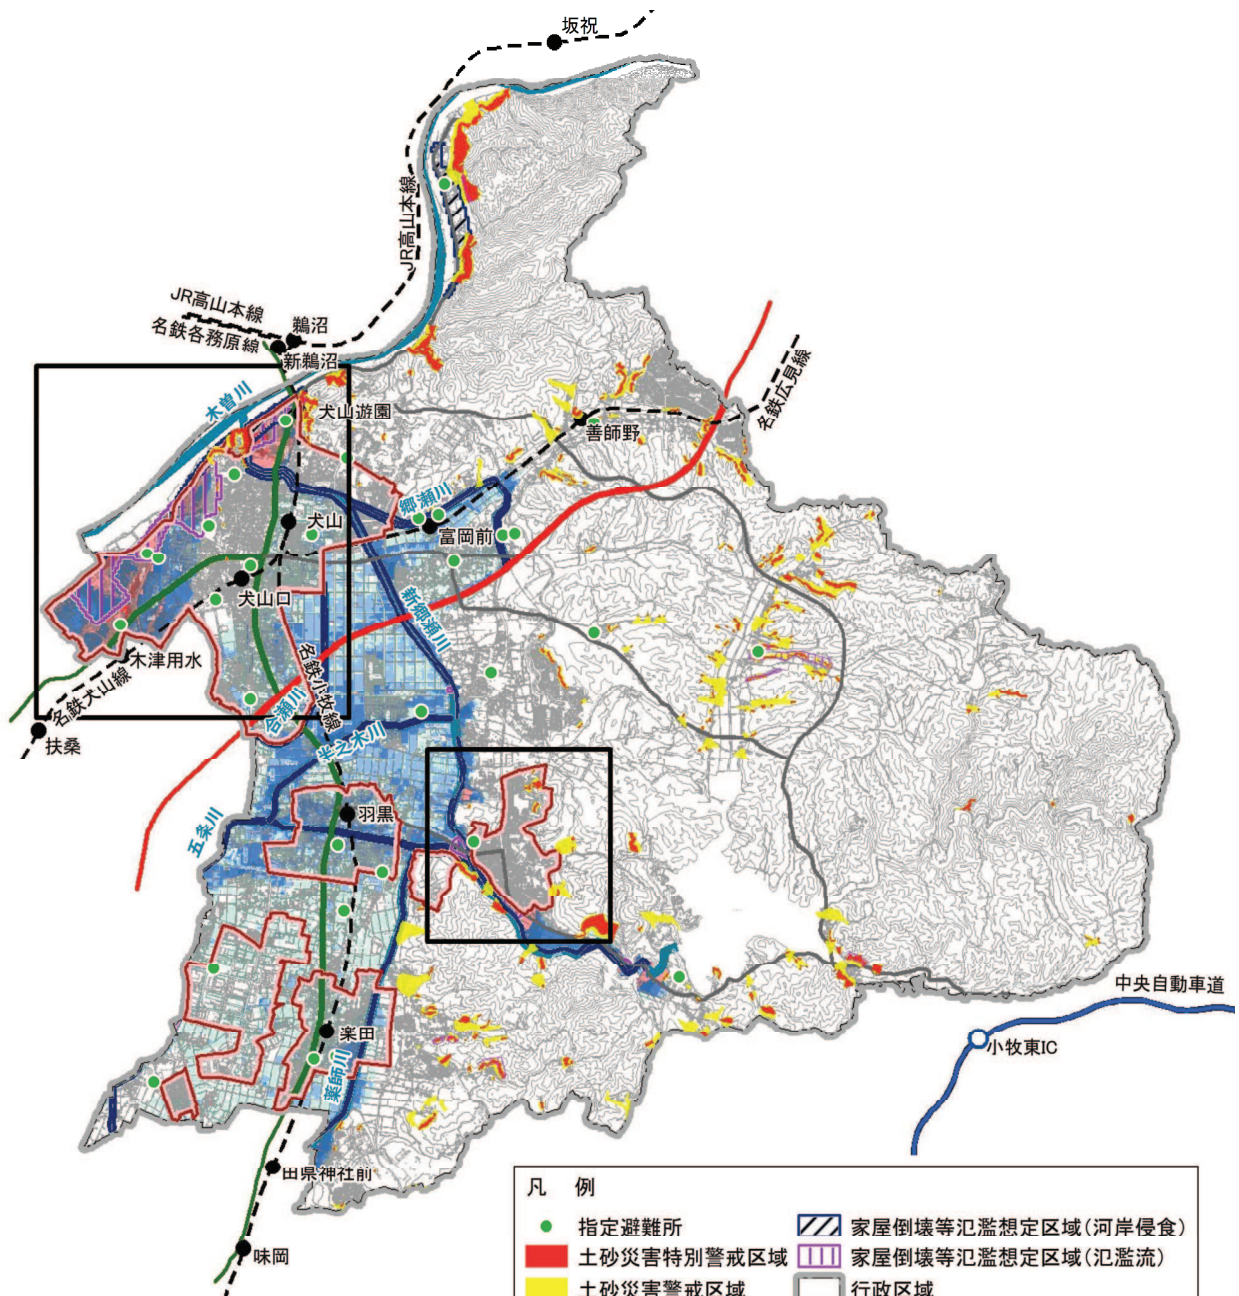 坂祝
JR高山本線
JR高山本線
名鉄各務原線
鵜沼
新鵜沼
木曽川
犬山遊園
善師野
名鉄広見線
郷瀬川
犬山
富岡前
犬山口
新郷瀬川
木津用水
名鉄犬山線
名鉄小牧線
合瀬川
扶桑
半之木川
五条川
羽黒
楽田
薬師川
中央自動車道
小牧東IC
田県神社前
味岡
凡 例
指定避難所
家屋倒壊等氾濫想定区域(河岸侵食)
土砂災害特別警戒区域
家屋倒壊等氾濫想定区域(氾濫流)
土砂災害警戒区域
行政区域